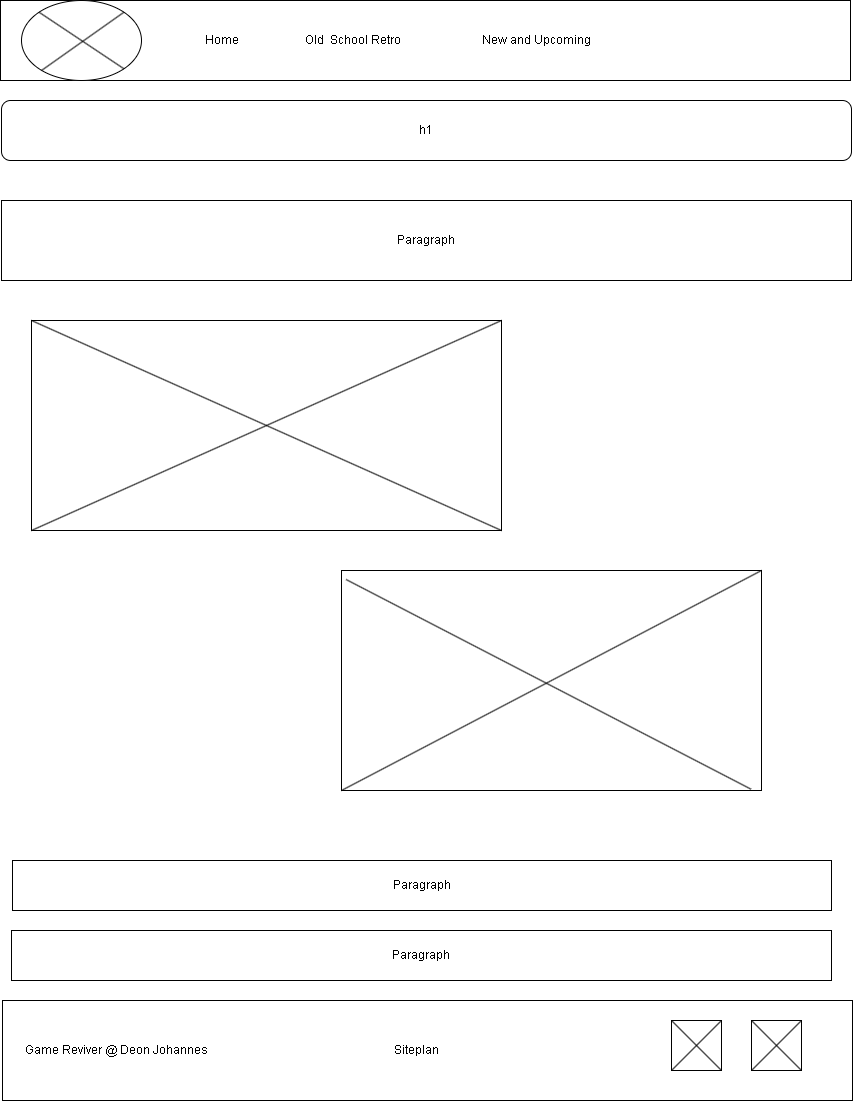 Home
Old School Retro
New and Upcoming
h1
Paragraph
Paragraph
Paragraph
Game Reviver @ Deon Johannes
Siteplan